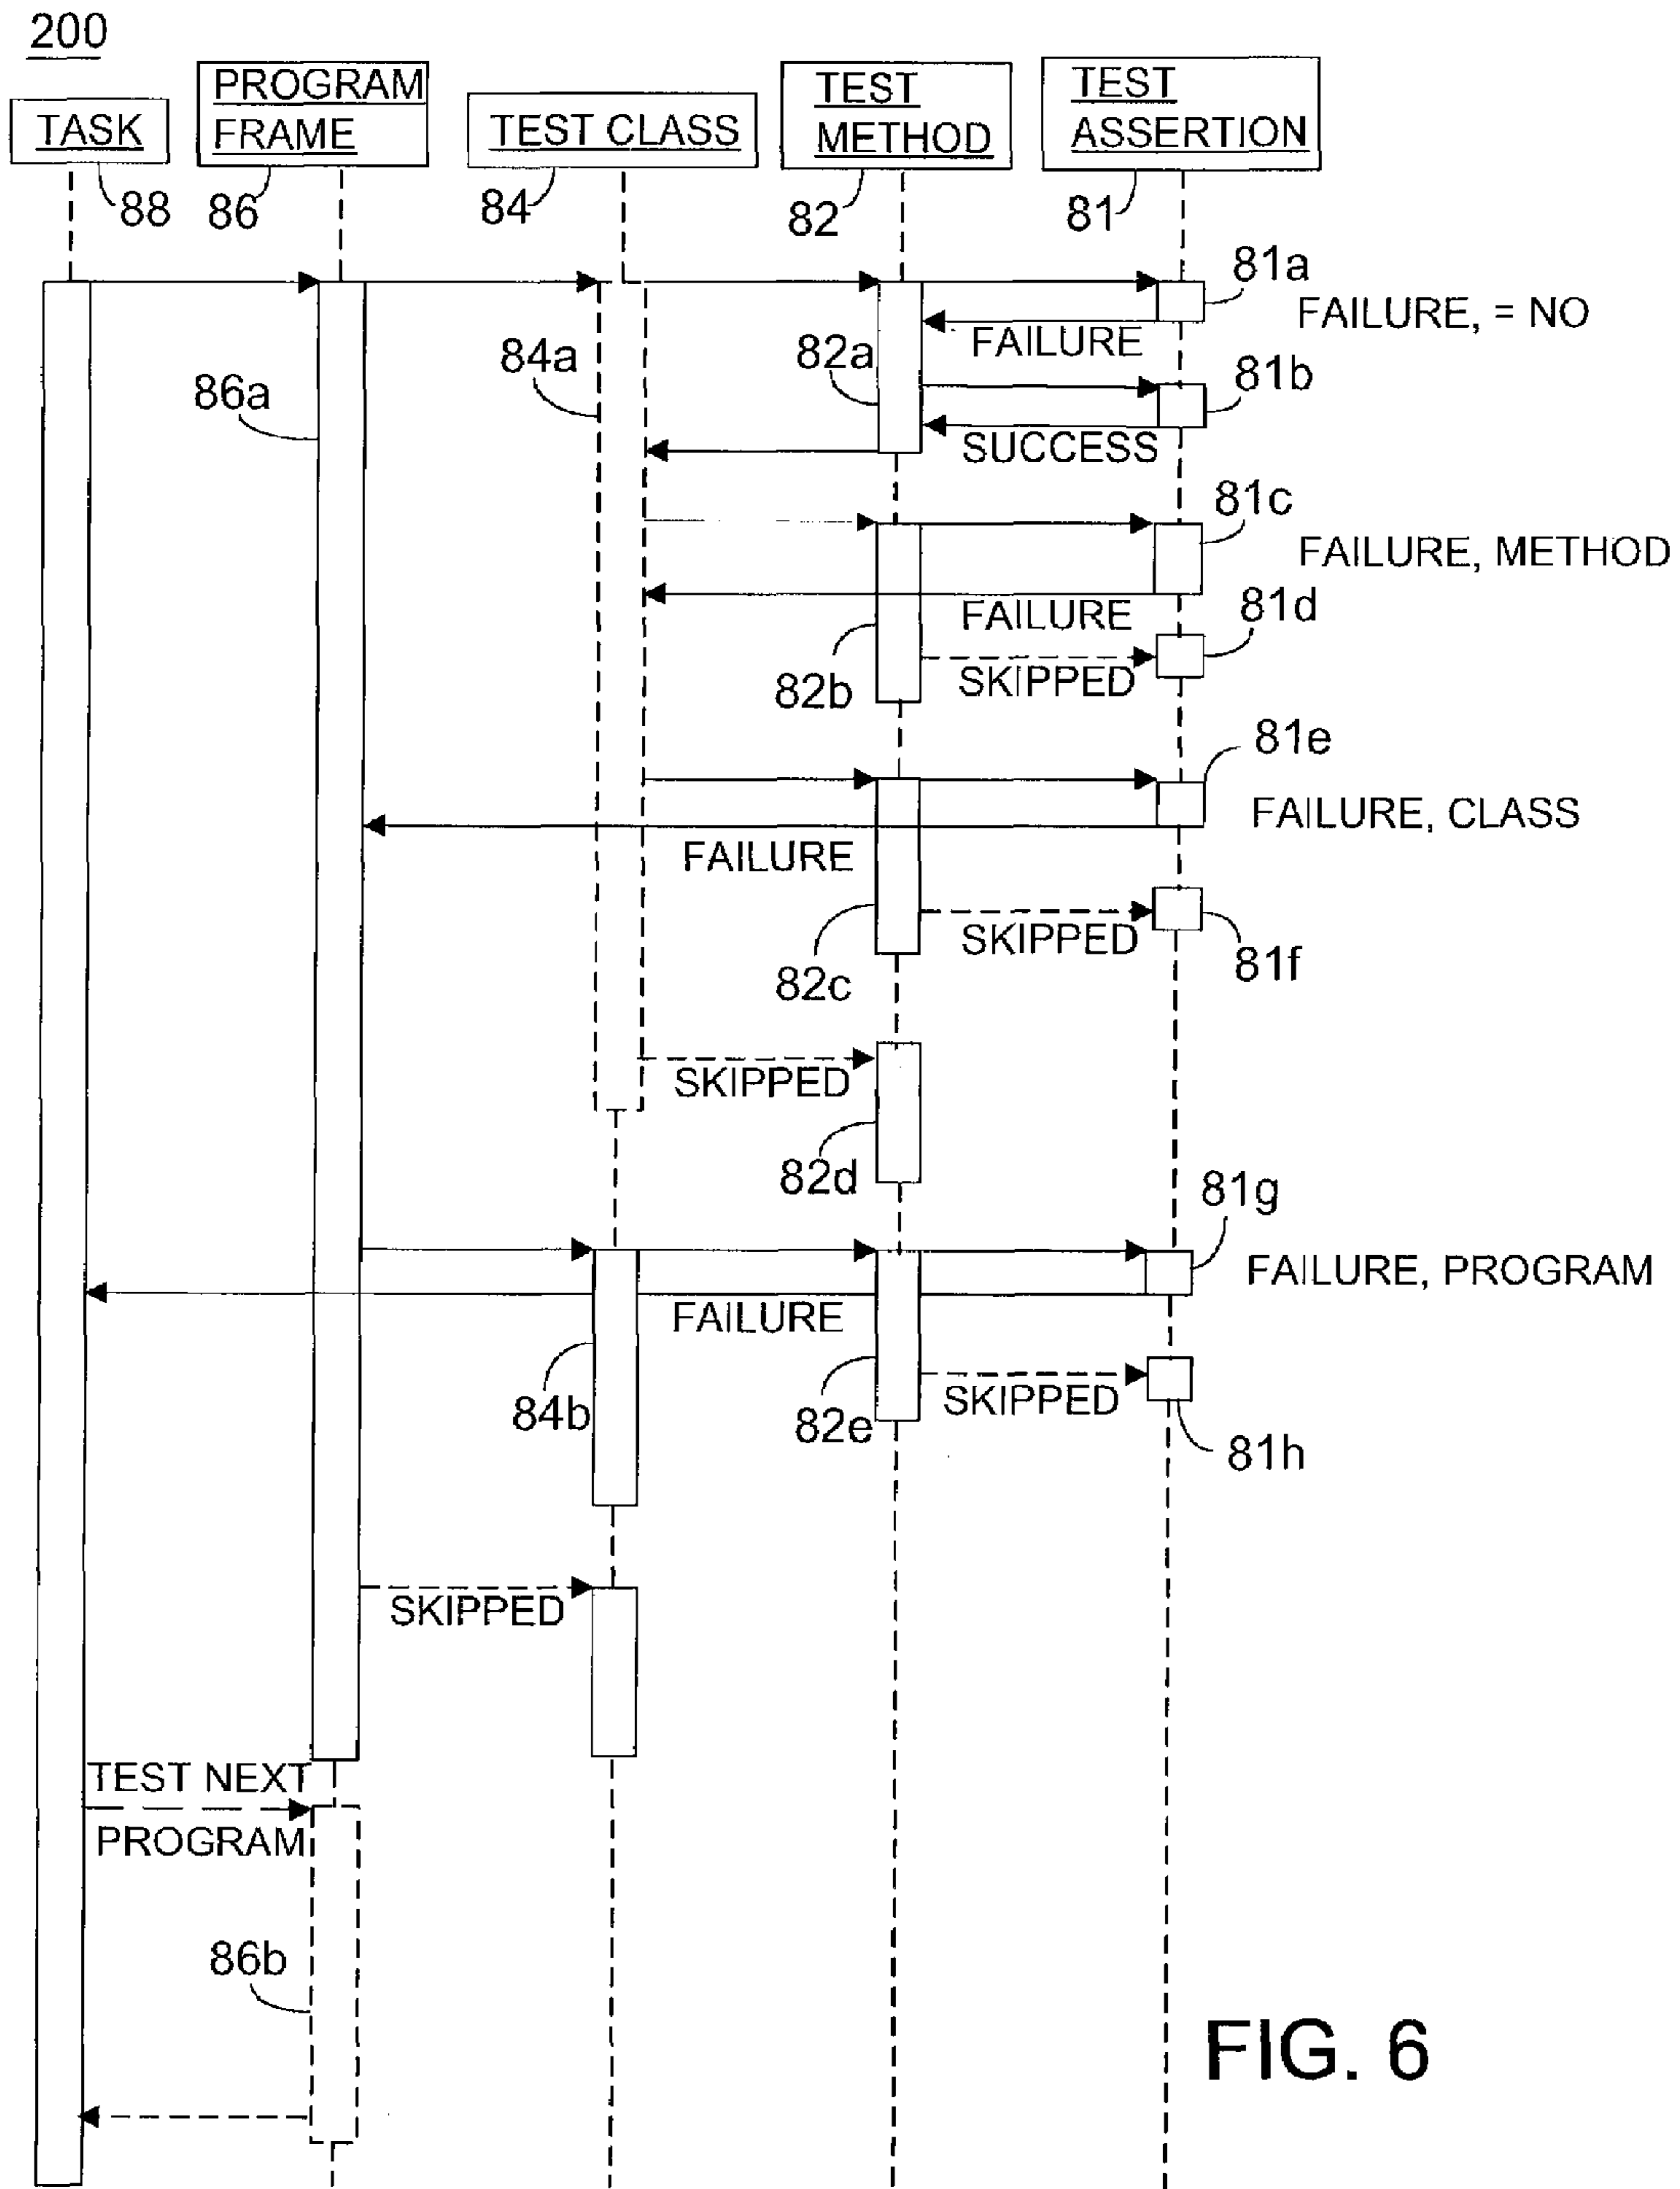 200
TASK
PROGRAM
FRAME
TEST CLASS
TEST
METHOD
TEST
ASSERTION
88
86
84
82
81
81a
FAILURE, = NO
FAILURE
84a
82a
86a
81b
SUCCESS
81c
FAILURE, METHOD
FAILURE
81d
82b
SKIPPED
81e
FAILURE, CLASS
FAILURE
82c
SKIPPED
81f
SKIPPED
82d
81g
FAILURE, PROGRAM
FAILURE
84b
82e
SKIPPED
81h
SKIPPED
TEST NEXT
PROGRAM
86b
FIG. 6